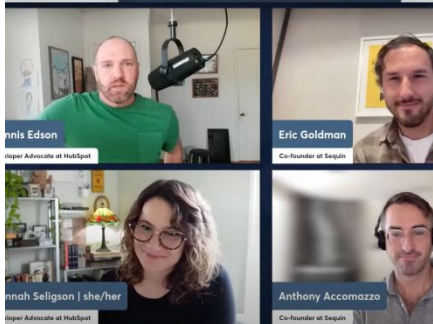 nnis Edson
loper Advocate at HubSpot
Eric Goldman
Co-founder at Sequin
nnah Seligson | she/her
loper Advocate at HubSpot
Anthony Accomazzo
Co-founder at Sequin